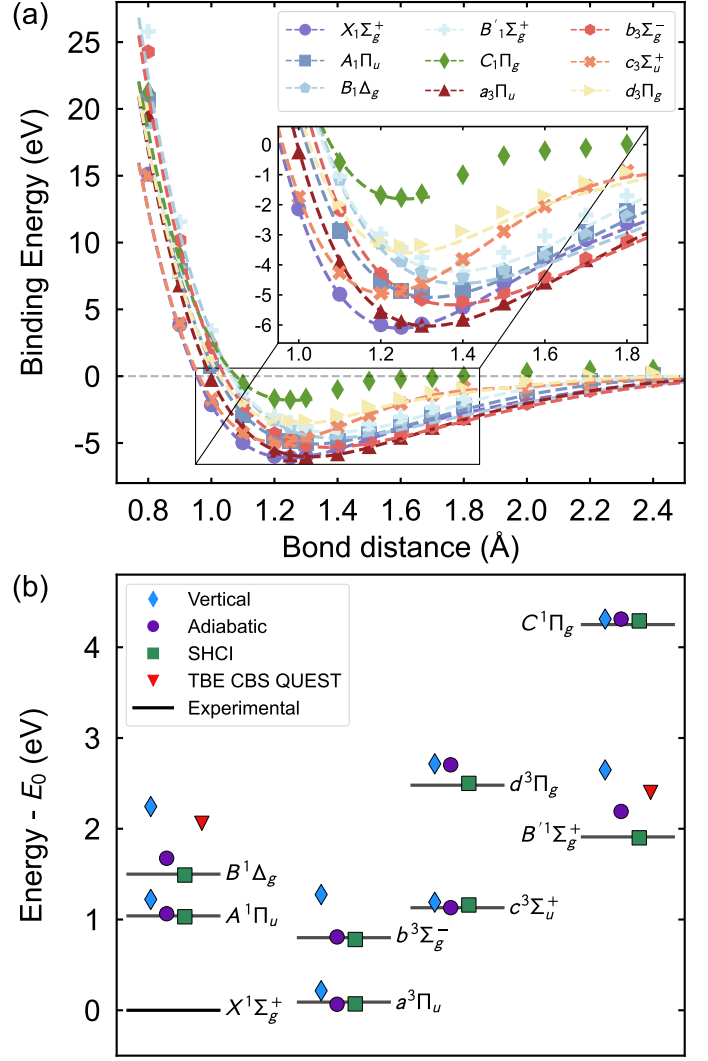 (a)
Binding Energy (eV)
25
20
15
10
5
0
-5
X₁Σg⁺ B′₁Σg⁺ b₃Σg⁻
A₁Πu C₁Πg c₃Σu⁺
B₁Δg a₃Πu d₃Πg
0
-1
-2
-3
-4
-5
-6
1.0 1.2 1.4 1.6 1.8
0.8 1.0 1.2 1.4 1.6 1.8 2.0 2.2 2.4
Bond distance (Å)
(b)
Energy - E₀ (eV)
4
3
2
1
0
Vertical
Adiabatic
SHCI
TBE CBS QUEST
Experimental
C¹Πg
d³Πg
B′¹Σg⁺
B¹Δg
A¹Πu
c³Σu⁺
b³Σg⁻
X¹Σg⁺
a³Πu